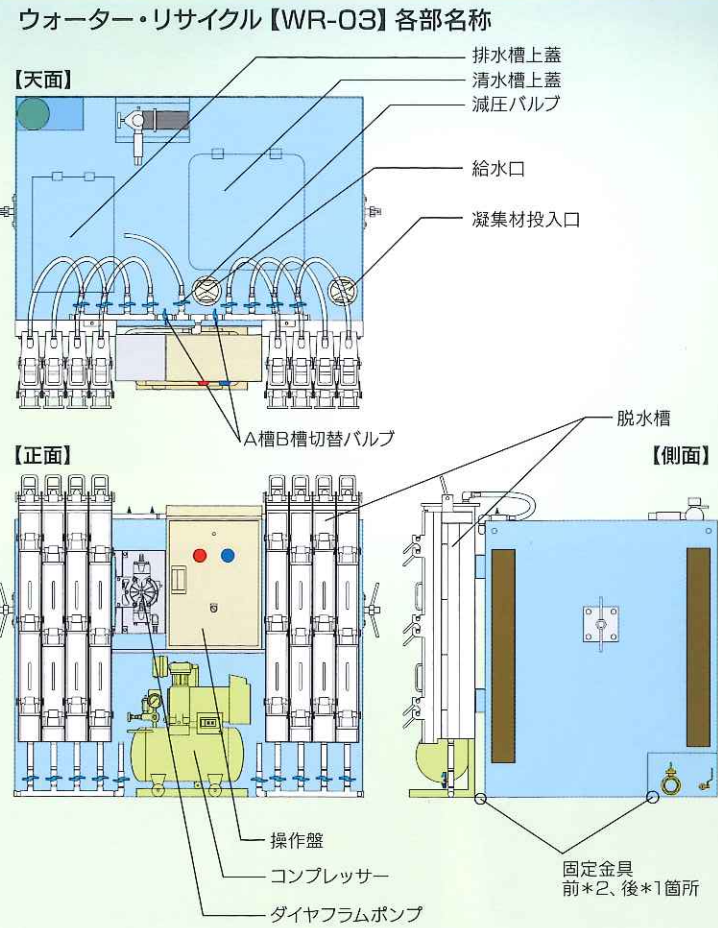 ウォーター・リサイクル【WR-03】各部名称
【天面】
排水槽上蓋
清水槽上蓋
減圧バルブ
給水口
凝集材投入口
A槽B槽切替バルブ
脱水槽
【正面】
【側面】
操作盤
コンプレッサー
ダイヤフラムポンプ
固定金具
前*2、後*1箇所